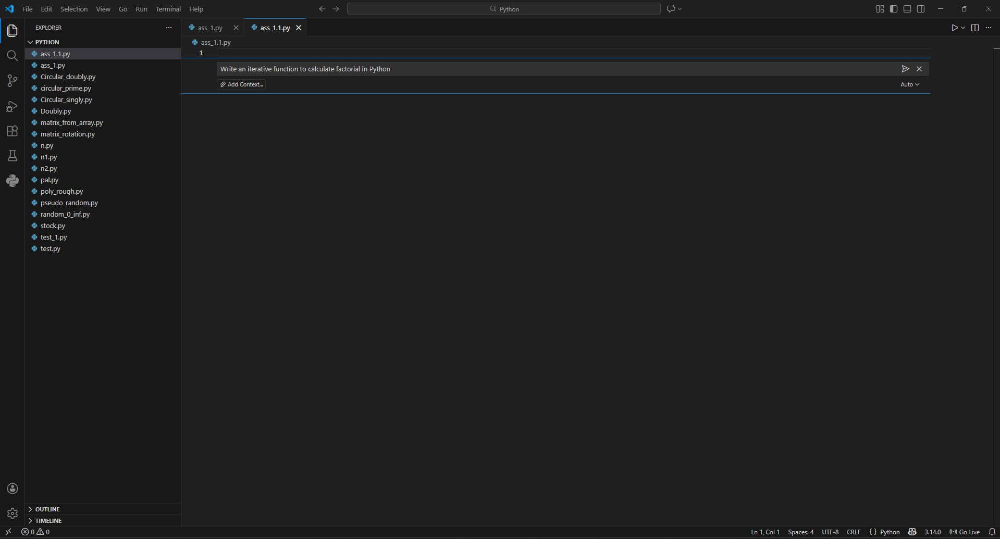 File Edit Selection View Go Run Terminal Help
Python
EXPLORER
PYTHON
ass_1.1.py
ass_1.py
Circular_doubly.py
circular_prime.py
Circular_singly.py
Doubly.py
matrix_from_array.py
matrix_rotation.py
n.py
n1.py
n2.py
pal.py
poly_rough.py
pseudo_random.py
random_0_inf.py
stock.py
test_1.py
test.py
OUTLINE
TIMELINE
ass_1.py ass_1.1.py
ass_1.1.py
1
Write an iterative function to calculate factorial in Python
Add Context... Auto
0 0 Ln 1, Col 1 Spaces: 4 UTF-8 CRLF { } Python 3.14.0 Go Live